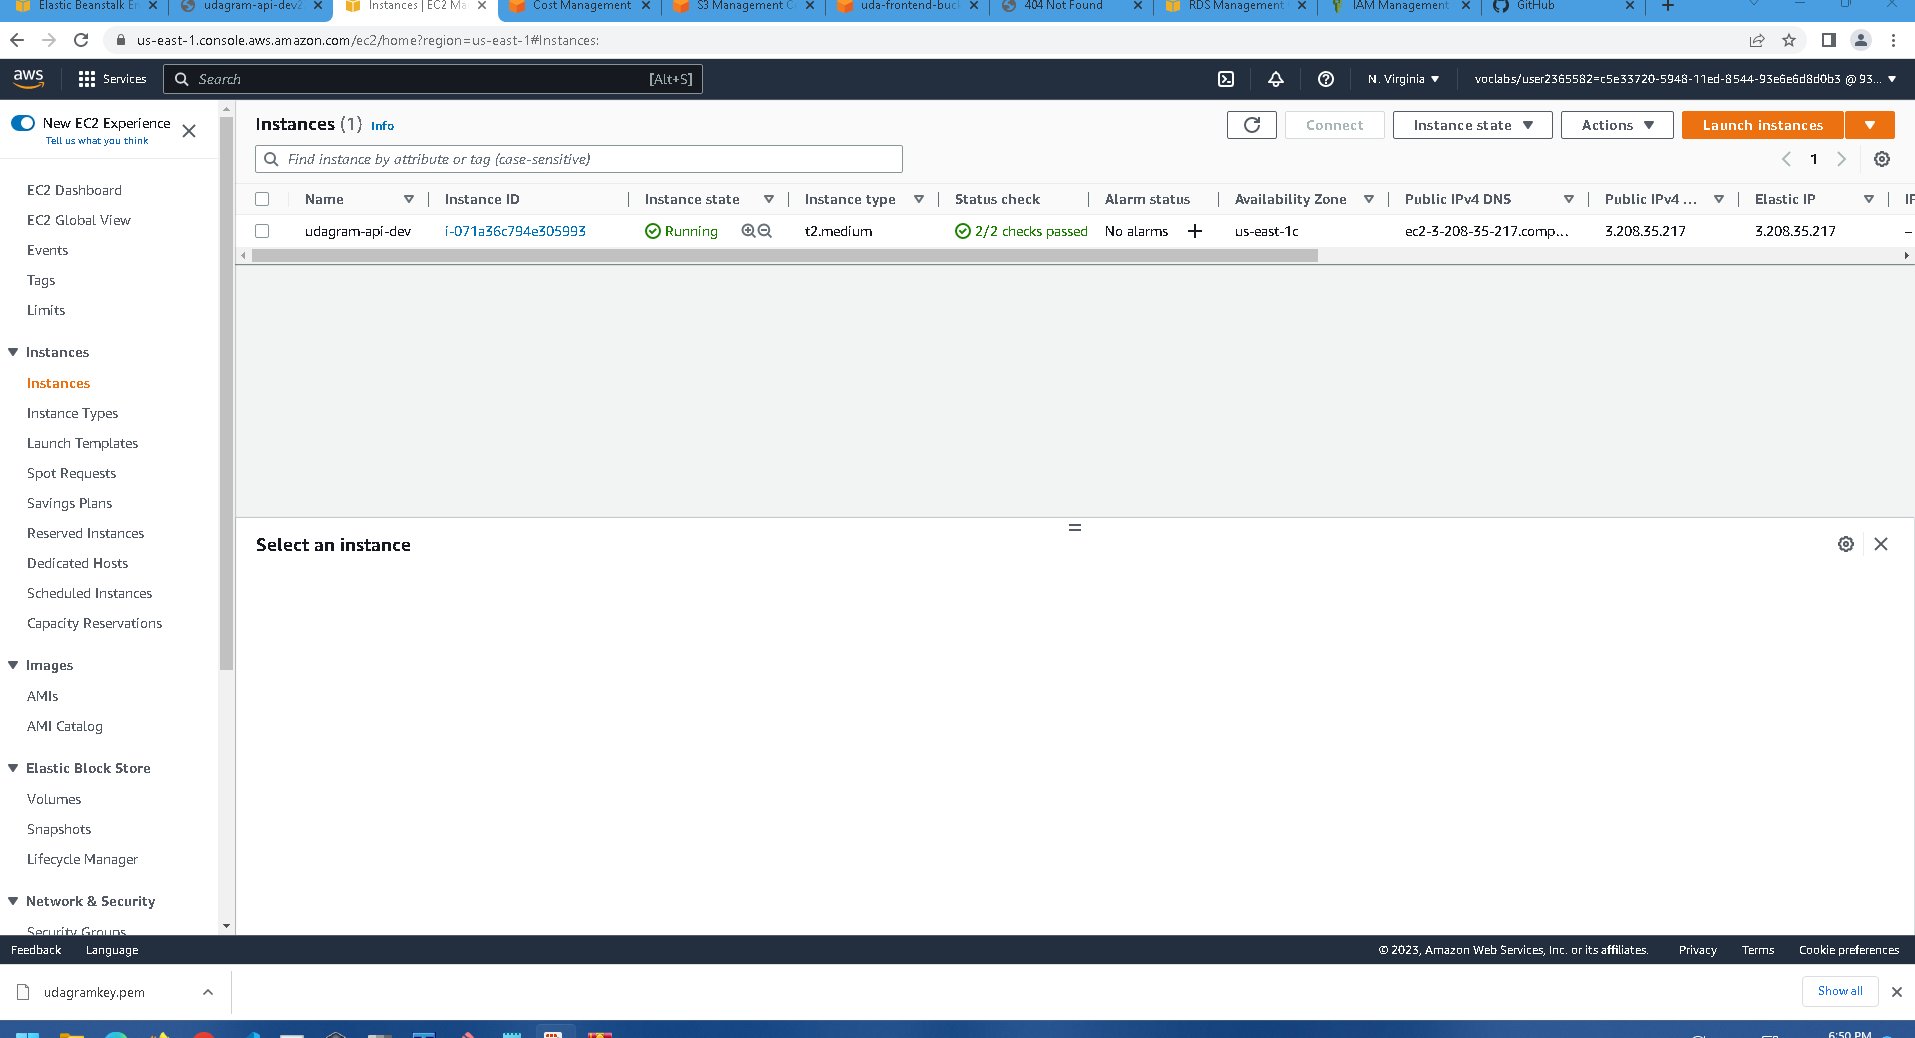 Elastic Beanstalk En
udagram-api-dev2
Instances | EC2 Ma
Cost Management
S3 Management C
uda-frontend-buck
404 Not Found
RDS Management
IAM Management
GitHub
us-east-1.console.aws.amazon.com/ec2/home?region=us-east-1#Instances:
aws
Services
Search
[Alt+S]
N. Virginia
voclabs/user2365582=c5e33720-5948-11ed-8544-93e6e6d8d0b3 @ 93...
New EC2 Experience
Tell us what you think
EC2 Dashboard
EC2 Global View
Events
Tags
Limits
Instances
Instances
Instance Types
Launch Templates
Spot Requests
Savings Plans
Reserved Instances
Dedicated Hosts
Scheduled Instances
Capacity Reservations
Images
AMIs
AMI Catalog
Elastic Block Store
Volumes
Snapshots
Lifecycle Manager
Network & Security
Security Groups
Instances (1) Info
Connect
Instance state
Actions
Launch instances
Find instance by attribute or tag (case-sensitive)
1
Name Instance ID Instance state Instance type Status check Alarm status Availability Zone Public IPv4 DNS Public IPv4 ... Elastic IP IP
udagram-api-dev i-071a36c794e305993 Running t2.medium 2/2 checks passed No alarms + us-east-1c ec2-3-208-35-217.comp... 3.208.35.217 3.208.35.217 –
Select an instance
Feedback
Language
© 2023, Amazon Web Services, Inc. or its affiliates.
Privacy
Terms
Cookie preferences
udagramkey.pem
Show all
6:50 PM